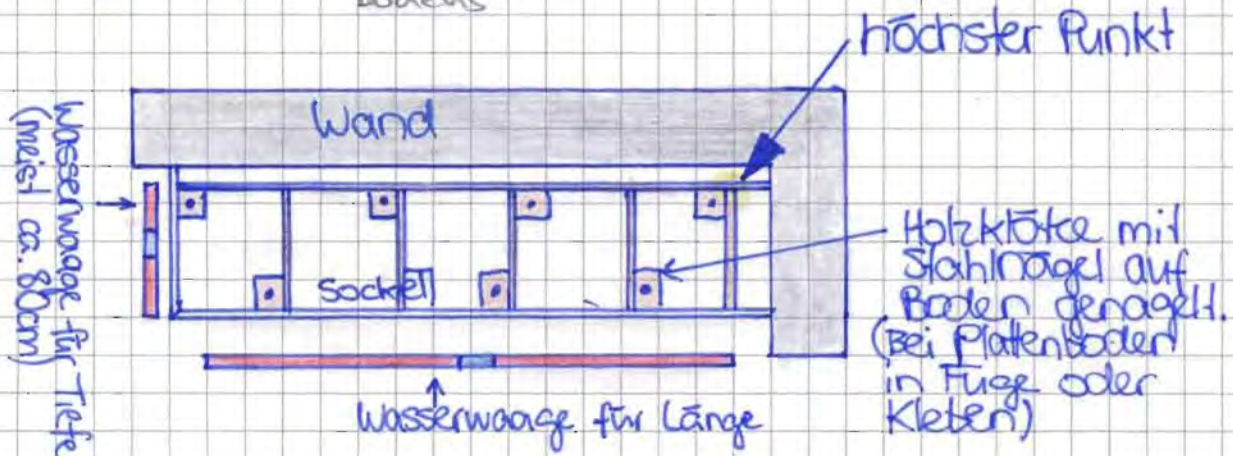 Bodens
höchster Punkt
Wand
Wasserwaage für Tiefe
(meist ca. 80cm)
Sockel
Holzklötze mit
Stahlnägel auf
Boden genagelt.
(Bei Plattenboden
in Fuge oder
Kleben)
Wasserwaage für Länge